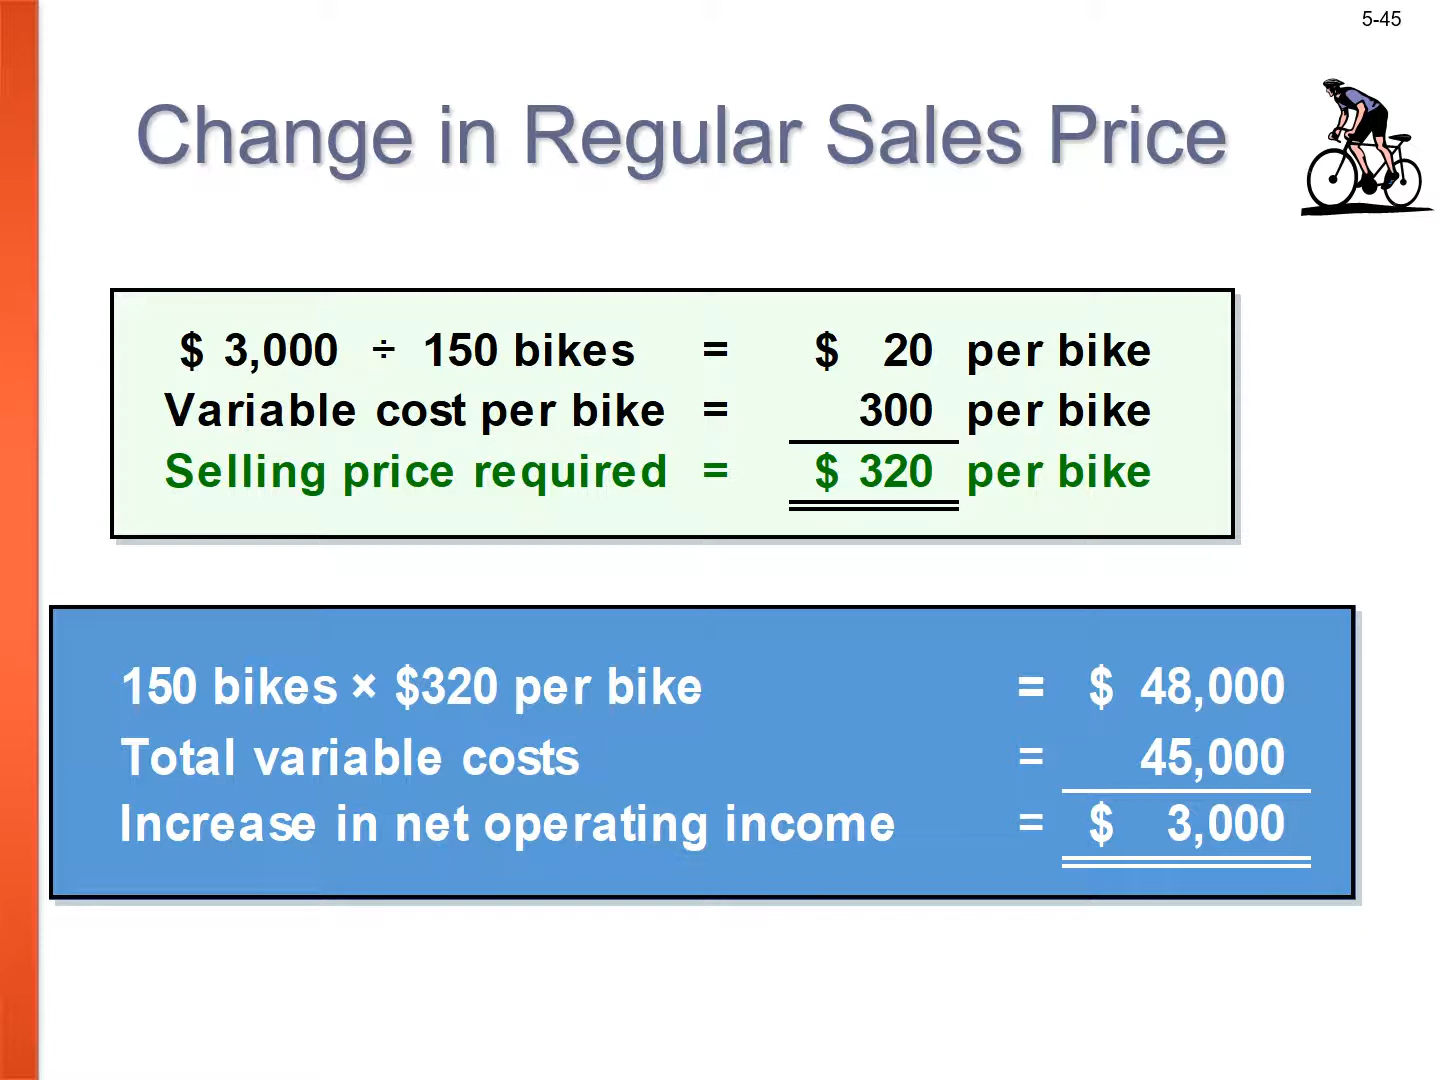 5-45
Change in Regular Sales Price
$ 3,000 ÷ 150 bikes = $ 20 per bike
Variable cost per bike = 300 per bike
Selling price required = $ 320 per bike
150 bikes × $320 per bike = $ 48,000
Total variable costs = 45,000
Increase in net operating income = $ 3,000